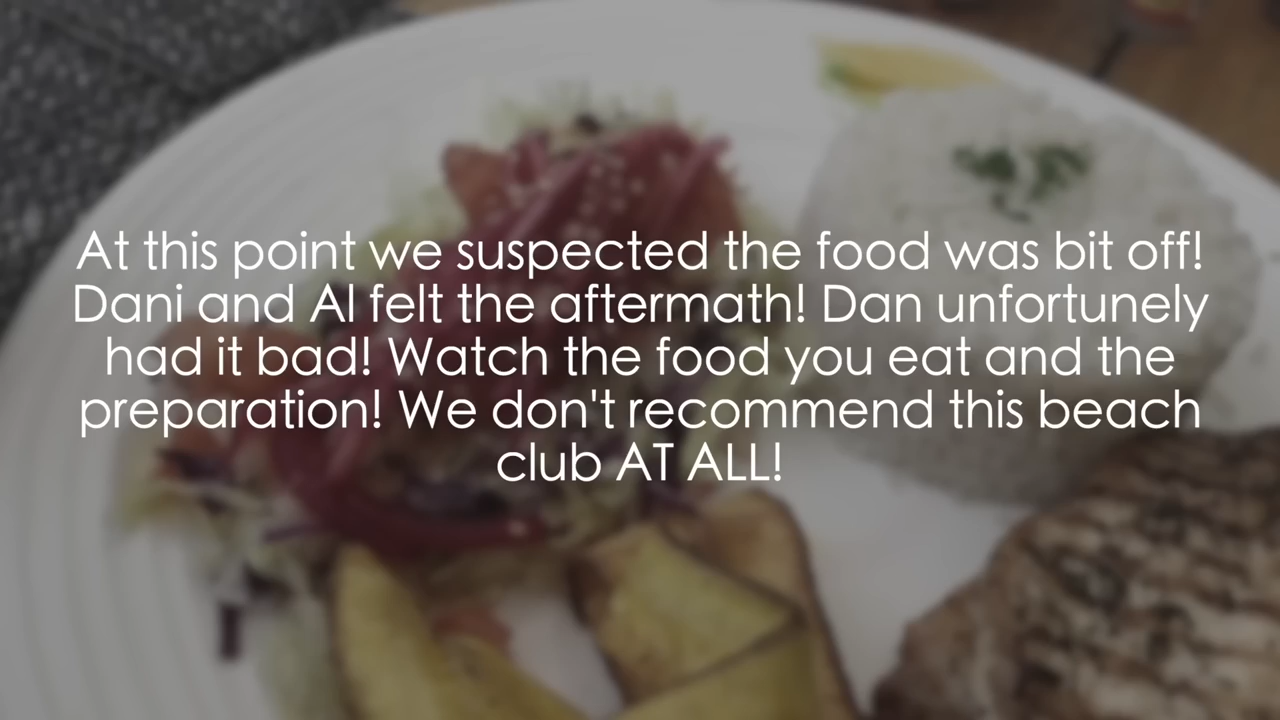 At this point we suspected the food was bit off!
Dani and Al felt the aftermath! Dan unfortunely
had it bad! Watch the food you eat and the
preparation! We don't recommend this beach
club AT ALL!